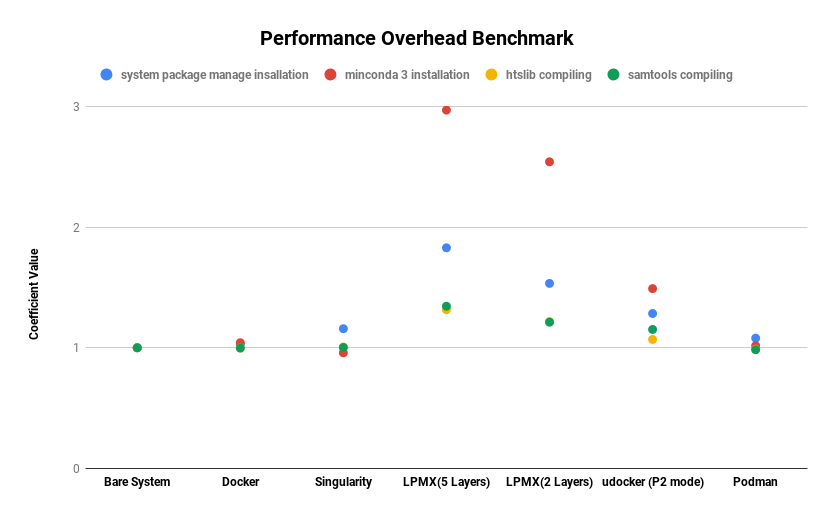 Performance Overhead Benchmark
system package manage insallation minconda 3 installation htslib compiling samtools compiling
3
2
Coefficient Value
1
0
Bare System Docker Singularity LPMX(5 Layers) LPMX(2 Layers) udocker (P2 mode) Podman